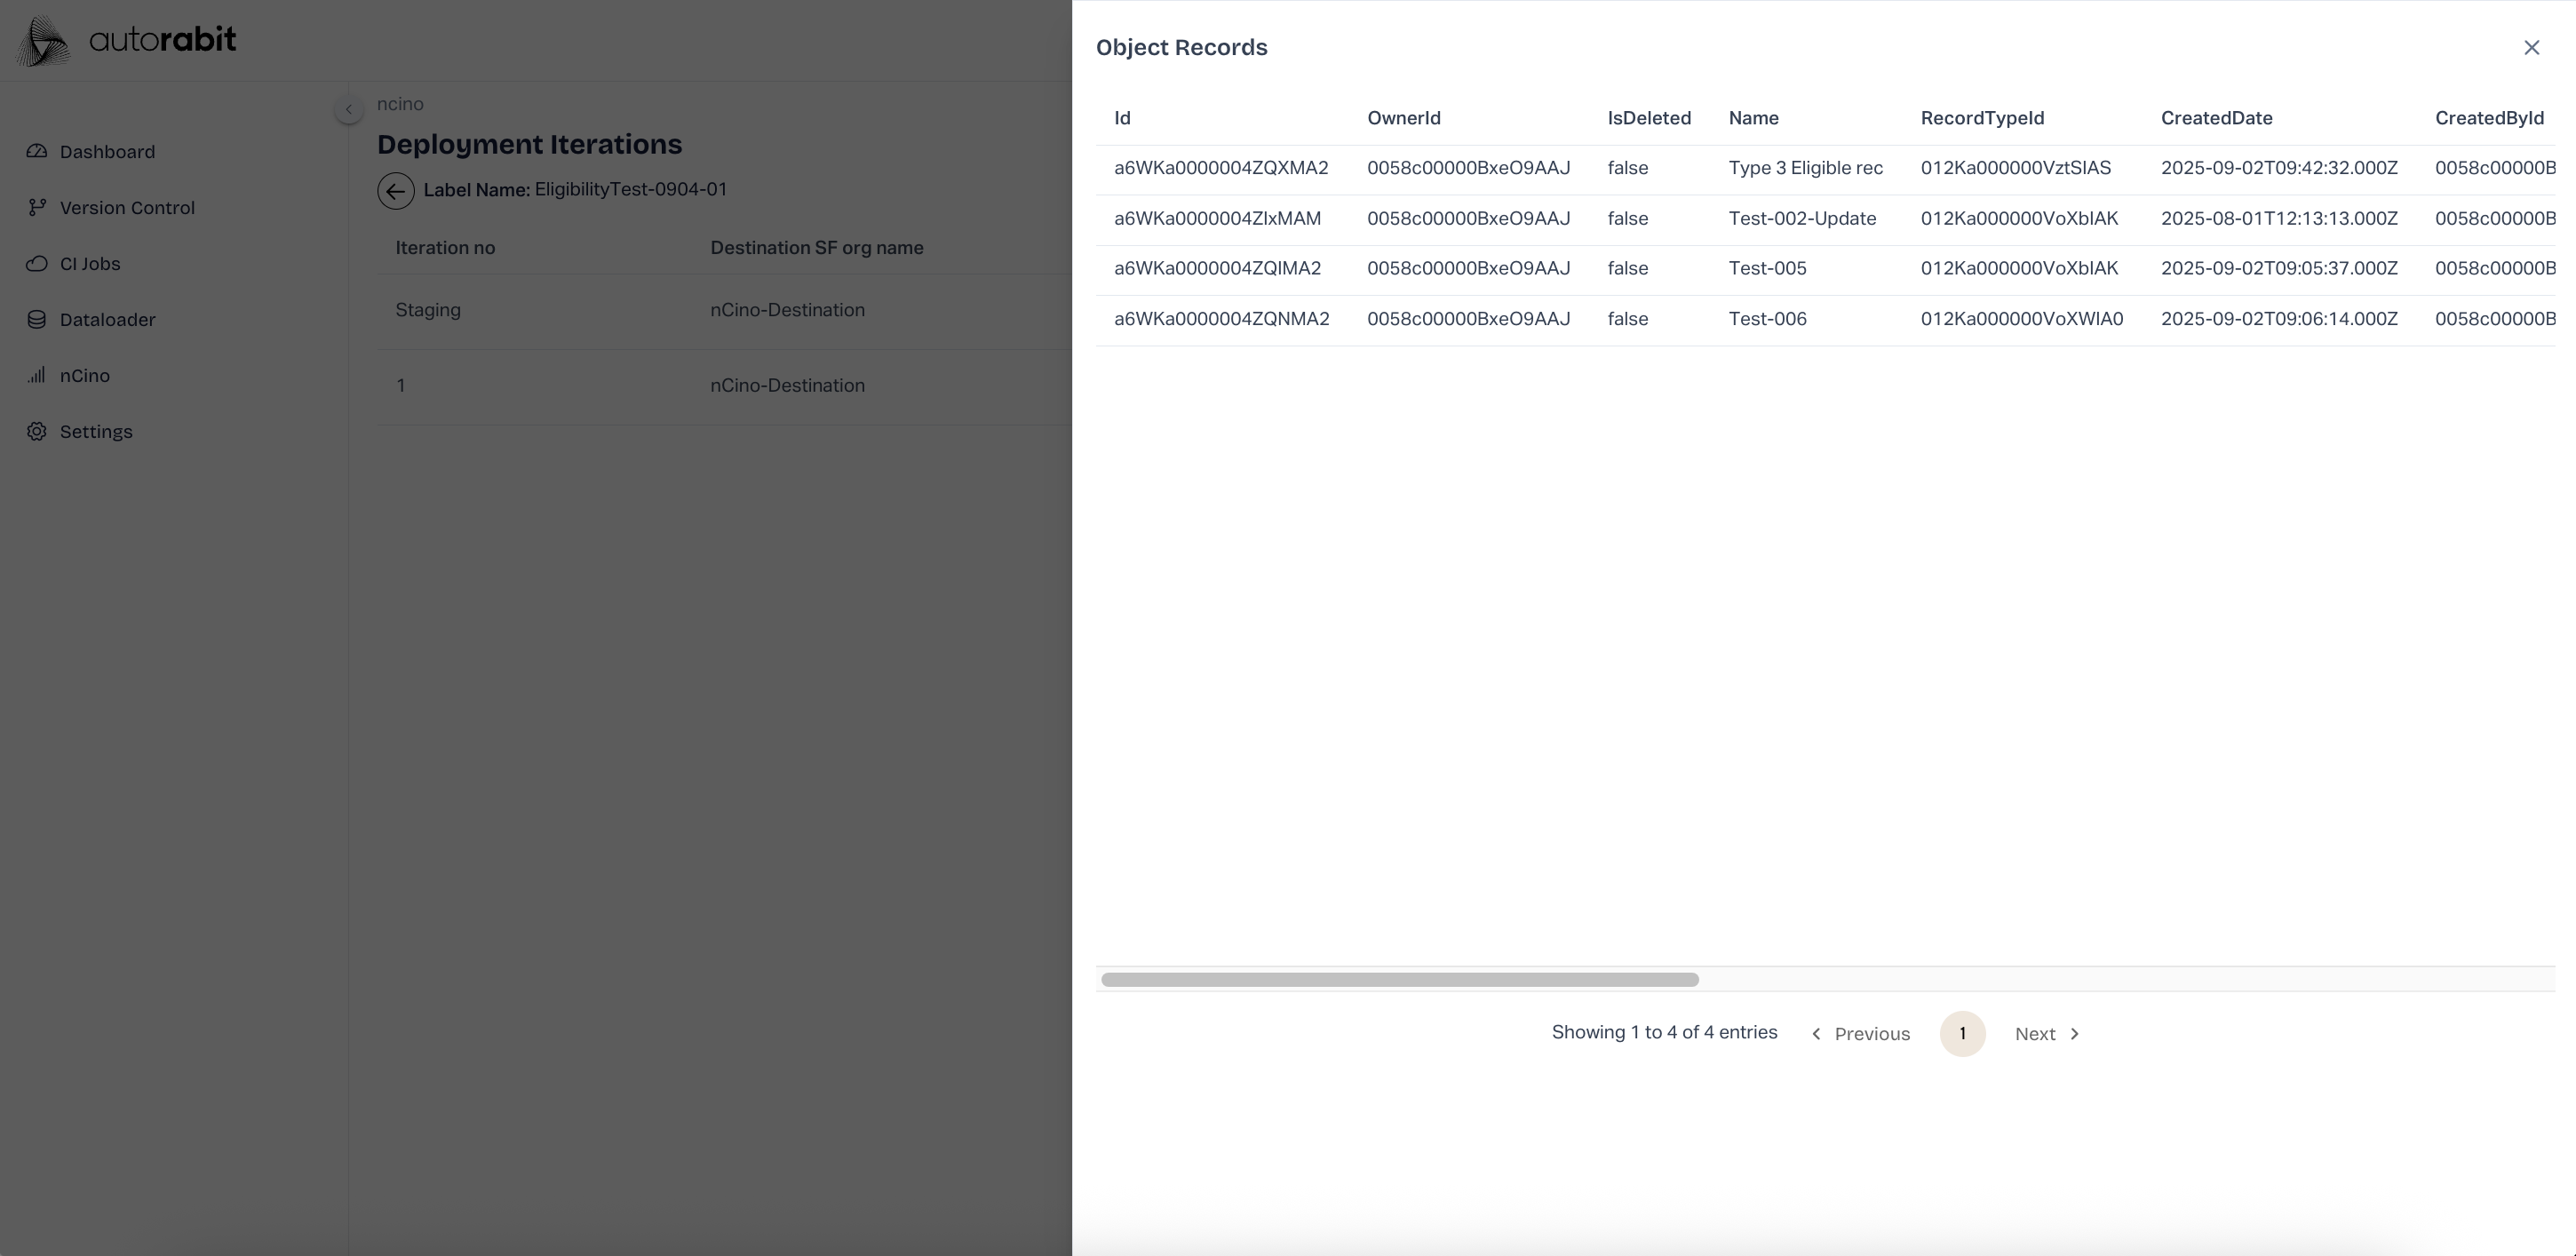 autorabit
Dashboard
Version Control
CI Jobs
Dataloader
nCino
Settings
ncino
Deployment Iterations
Label Name: EligibilityTest-0904-01
Iteration no Destination SF org name
Staging nCino-Destination
1 nCino-Destination
Object Records
Id OwnerId IsDeleted Name RecordTypeId CreatedDate CreatedById
a6WKa0000004ZQXMA2 0058c00000BxeO9AAJ false Type 3 Eligible rec 012Ka000000VztSIAS 2025-09-02T09:42:32.000Z 0058c00000B
a6WKa0000004ZIxMAM 0058c00000BxeO9AAJ false Test-002-Update 012Ka000000VoXbIAK 2025-08-01T12:13:13.000Z 0058c00000B
a6WKa0000004ZQIMA2 0058c00000BxeO9AAJ false Test-005 012Ka000000VoXbIAK 2025-09-02T09:05:37.000Z 0058c00000B
a6WKa0000004ZQNMA2 0058c00000BxeO9AAJ false Test-006 012Ka000000VoXWIA0 2025-09-02T09:06:14.000Z 0058c00000B
Showing 1 to 4 of 4 entries Previous 1 Next